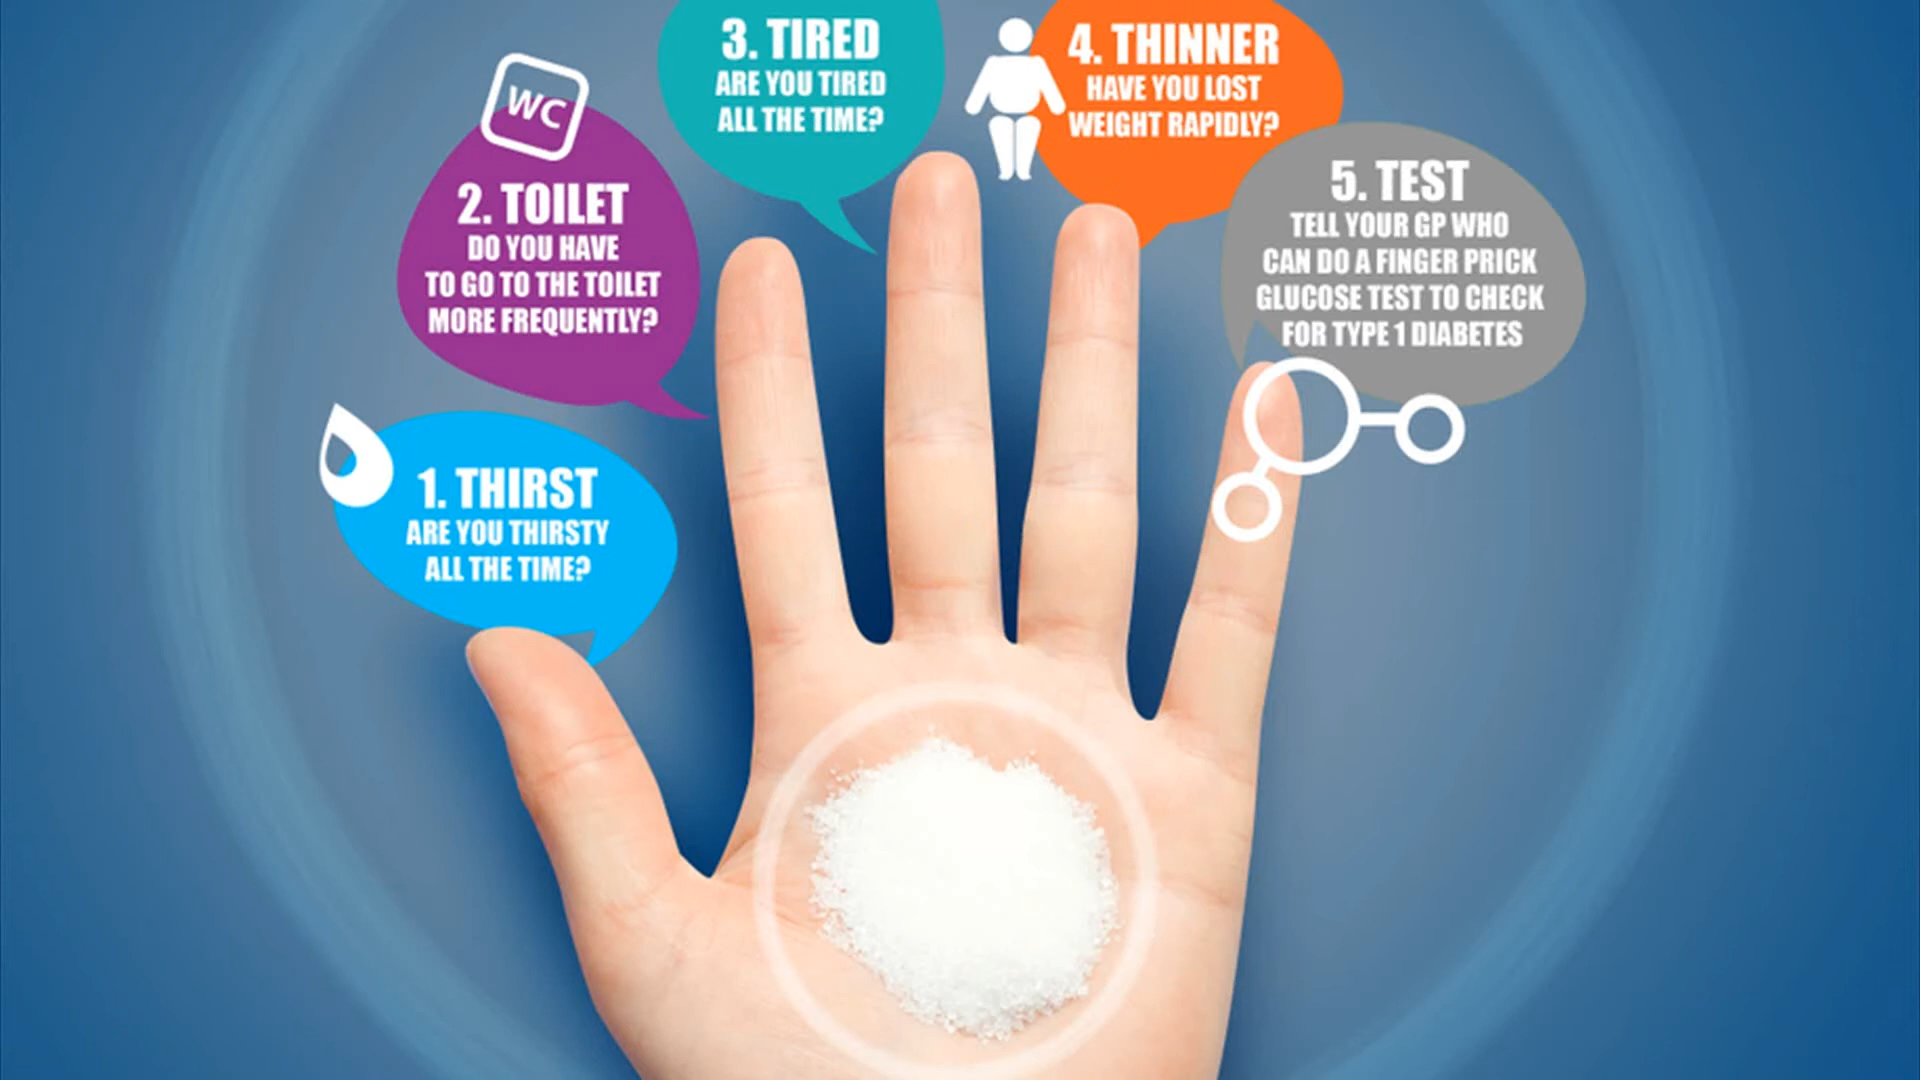 3. TIRED
ARE YOU TIRED
ALL THE TIME?
4. THINNER
HAVE YOU LOST
WEIGHT RAPIDLY?
WC
2. TOILET
DO YOU HAVE
TO GO TO THE TOILET
MORE FREQUENTLY?
5. TEST
TELL YOUR GP WHO
CAN DO A FINGER PRICK
GLUCOSE TEST TO CHECK
FOR TYPE 1 DIABETES
1. THIRST
ARE YOU THIRSTY
ALL THE TIME?